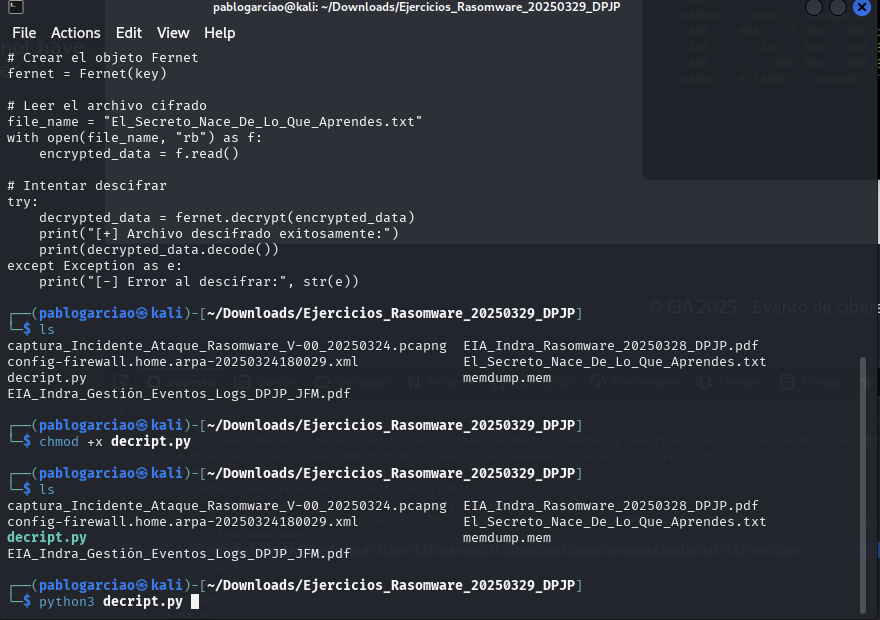 pablogarciao@kali: ~/Downloads/Ejercicios_Rasomware_20250329_DPJP
File Actions Edit View Help
# Crear el objeto Fernet
fernet = Fernet(key)
# Leer el archivo cifrado
file_name = "El_Secreto_Nace_De_Lo_Que_Aprendes.txt"
with open(file_name, "rb") as f:
    encrypted_data = f.read()
# Intentar descifrar
try:
    decrypted_data = fernet.decrypt(encrypted_data)
    print("[+] Archivo descifrado exitosamente:")
    print(decrypted_data.decode())
except Exception as e:
    print("[-] Error al descifrar:", str(e))
© EIA 2025 - Evento de cibers
┌──(pablogarciao㉿kali)-[~/Downloads/Ejercicios_Rasomware_20250329_DPJP]
└─$ ls
captura_Incidente_Ataque_Rasomware_V-00_20250324.pcapng  EIA_Indra_Rasomware_20250328_DPJP.pdf
config-firewall.home.arpa-20250324180029.xml             El_Secreto_Nace_De_Lo_Que_Aprendes.txt
decript.py                                               memdump.mem
EIA_Indra_Gestión_Eventos_Logs_DPJP_JFM.pdf
┌──(pablogarciao㉿kali)-[~/Downloads/Ejercicios_Rasomware_20250329_DPJP]
└─$ chmod +x decript.py
┌──(pablogarciao㉿kali)-[~/Downloads/Ejercicios_Rasomware_20250329_DPJP]
└─$ ls
captura_Incidente_Ataque_Rasomware_V-00_20250324.pcapng  EIA_Indra_Rasomware_20250328_DPJP.pdf
config-firewall.home.arpa-20250324180029.xml             El_Secreto_Nace_De_Lo_Que_Aprendes.txt
decript.py                                               memdump.mem
EIA_Indra_Gestión_Eventos_Logs_DPJP_JFM.pdf
┌──(pablogarciao㉿kali)-[~/Downloads/Ejercicios_Rasomware_20250329_DPJP]
└─$ python3 decript.py